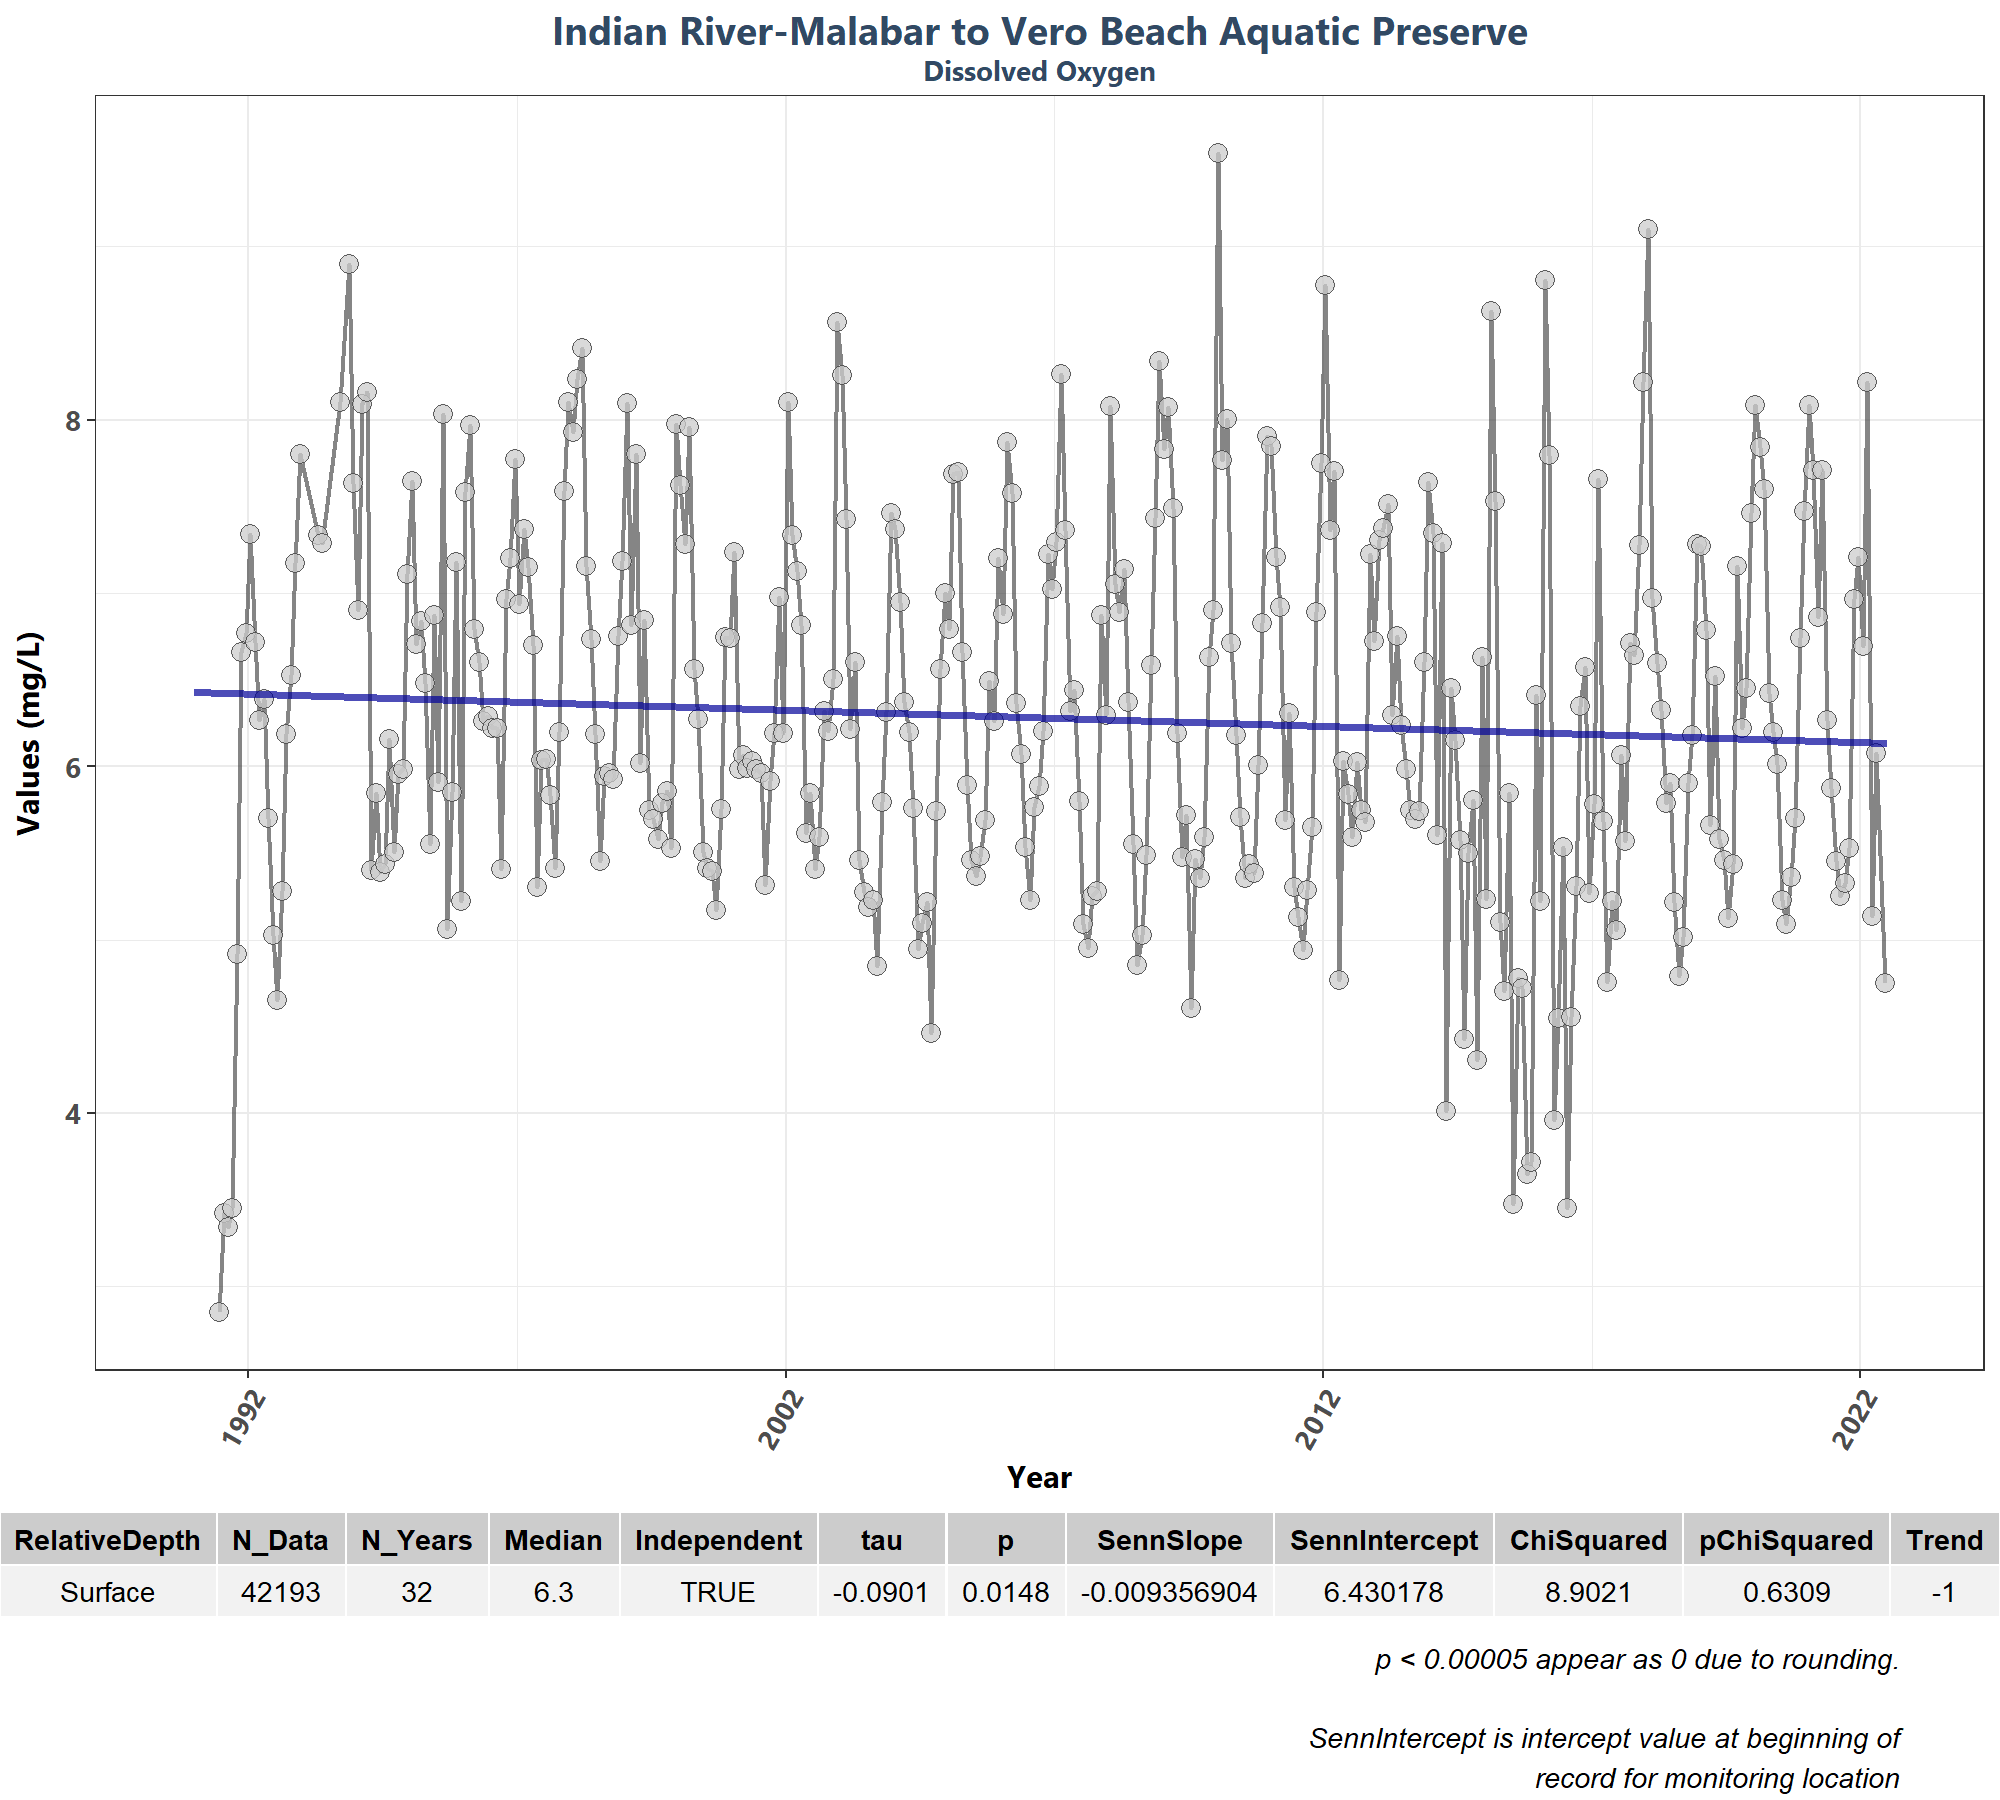 Indian River-Malabar to Vero Beach Aquatic Preserve
Dissolved Oxygen
Values (mg/L)
8
6
4
1992
2002
2012
2022
Year
RelativeDepth N_Data N_Years Median Independent tau p SennSlope SennIntercept ChiSquared pChiSquared Trend
Surface 42193 32 6.3 TRUE -0.0901 0.0148 -0.009356904 6.430178 8.9021 0.6309 -1
p < 0.00005 appear as 0 due to rounding.
SennIntercept is intercept value at beginning of
record for monitoring location